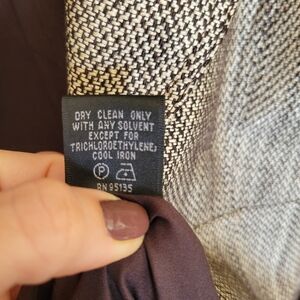 DRY CLEAN ONLY
WITH ANY SOLVENT
EXCEPT FOR
TRICHLOROETHYLENE,
COOL IRON
P
RN 95135